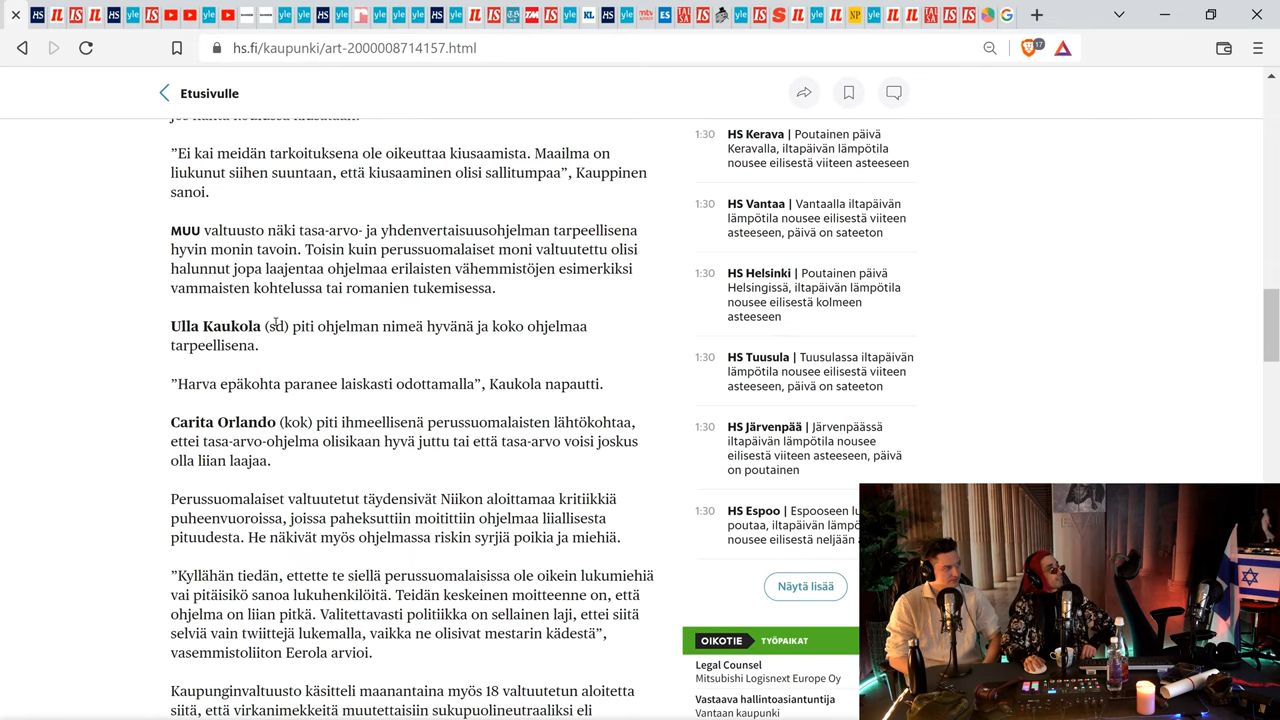 hs.fi/kaupunki/art-2000008714157.html
17
Etusivulle
”Ei kai meidän tarkoituksena ole oikeuttaa kiusaamista. Maailma on
liukunut siihen suuntaan, että kiusaaminen olisi sallitumpaa”, Kauppinen
sanoi.
MUU valtuusto näki tasa-arvo- ja yhdenvertaisuusohjelman tarpeellisena
hyvin monin tavoin. Toisin kuin perussuomalaiset moni valtuutettu olisi
halunnut jopa laajentaa ohjelmaa erilaisten vähemmistöjen esimerkiksi
vammaisten kohtelussa tai romanien tukemisessa.
Ulla Kaukola (sd) piti ohjelman nimeä hyvänä ja koko ohjelmaa
tarpeellisena.
”Harva epäkohta paranee laiskasti odottamalla”, Kaukola napautti.
Carita Orlando (kok) piti ihmeellisenä perussuomalaisten lähtökohtaa,
ettei tasa-arvo-ohjelma olisikaan hyvä juttu tai että tasa-arvo voisi joskus
olla liian laajaa.
Perussuomalaiset valtuutetut täydensivät Niikon aloittamaa kritiikkiä
puheenvuoroissa, joissa paheksuttiin moitittiin ohjelmaa liiallisesta
pituudesta. He näkivät myös ohjelmassa riskin syrjiä poikia ja miehiä.
”Kyllähän tiedän, ettette te siellä perussuomalaisissa ole oikein lukumiehiä
vai pitäisikö sanoa lukuhenkilöitä. Teidän keskeinen moitteenne on, että
ohjelma on liian pitkä. Valitettavasti politiikka on sellainen laji, ettei siitä
selviä vain twiittejä lukemalla, vaikka ne olisivat mestarin kädestä”,
vasemmistoliiton Eerola arvioi.
Kaupunginvaltuusto käsitteli maanantaina myös 18 valtuutetun aloitetta
siitä, että virkanimekkeitä muutettaisiin sukupuolineutraaliksi eli
1:30 HS Kerava | Poutainen päivä
Keravalla, iltapäivän lämpötila
nousee eilisestä viiteen asteeseen
1:30 HS Vantaa | Vantaalla iltapäivän
lämpötila nousee eilisestä viiteen
asteeseen, päivä on sateeton
1:30 HS Helsinki | Poutainen päivä
Helsingissä, iltapäivän lämpötila
nousee eilisestä kolmeen
asteeseen
1:30 HS Tuusula | Tuusulassa iltapäivän
lämpötila nousee eilisestä viiteen
asteeseen, päivä on sateeton
1:30 HS Järvenpää | Järvenpäässä
iltapäivän lämpötila nousee
eilisestä viiteen asteeseen, päivä
on poutainen
1:30 HS Espoo | Espooseen
poutaa, iltapäivän
nousee eilisestä neljään
Näytä lisää
OIKOTIE TYÖPAIKAT
Legal Counsel
Mitsubishi Logisnext Europe Oy
Vastaava hallintoasiantuntija
Vantaan kaupunki